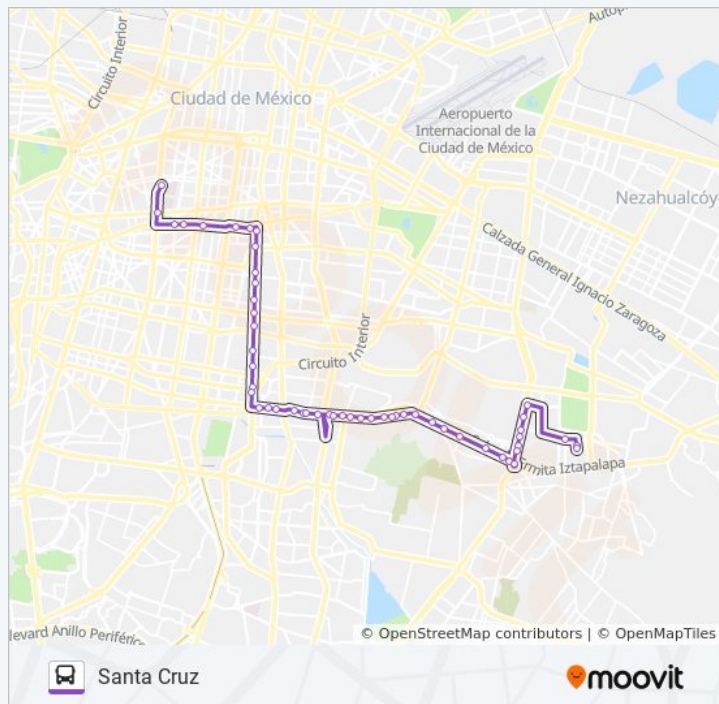 Autop
Circuito Interior
Ciudad de México
Aeropuerto
Internacional de la
Ciudad de México
Nezahualcóy
Calzada General Ignacio Zaragoza
Circuito Interior
Ermita Iztapalapa
levard Anillo Periféric
© OpenStreetMap contributors | © OpenMapTiles
Santa Cruz
moovit